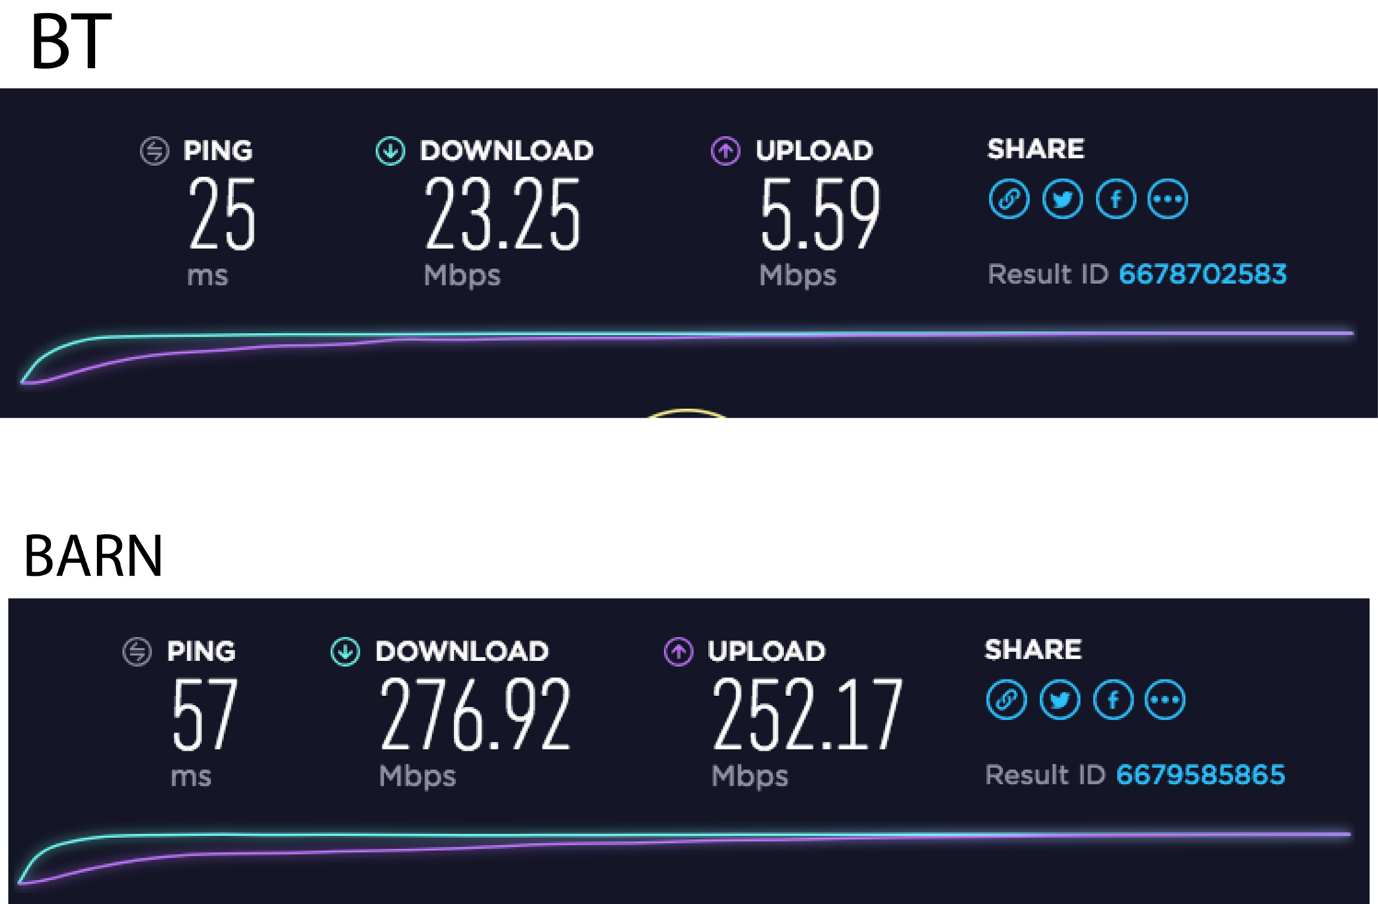 BT
PING DOWNLOAD UPLOAD SHARE
25 23.25 5.59
ms Mbps Mbps Result ID 6678702583
BARN
PING DOWNLOAD UPLOAD SHARE
57 276.92 252.17
ms Mbps Mbps Result ID 6679585865